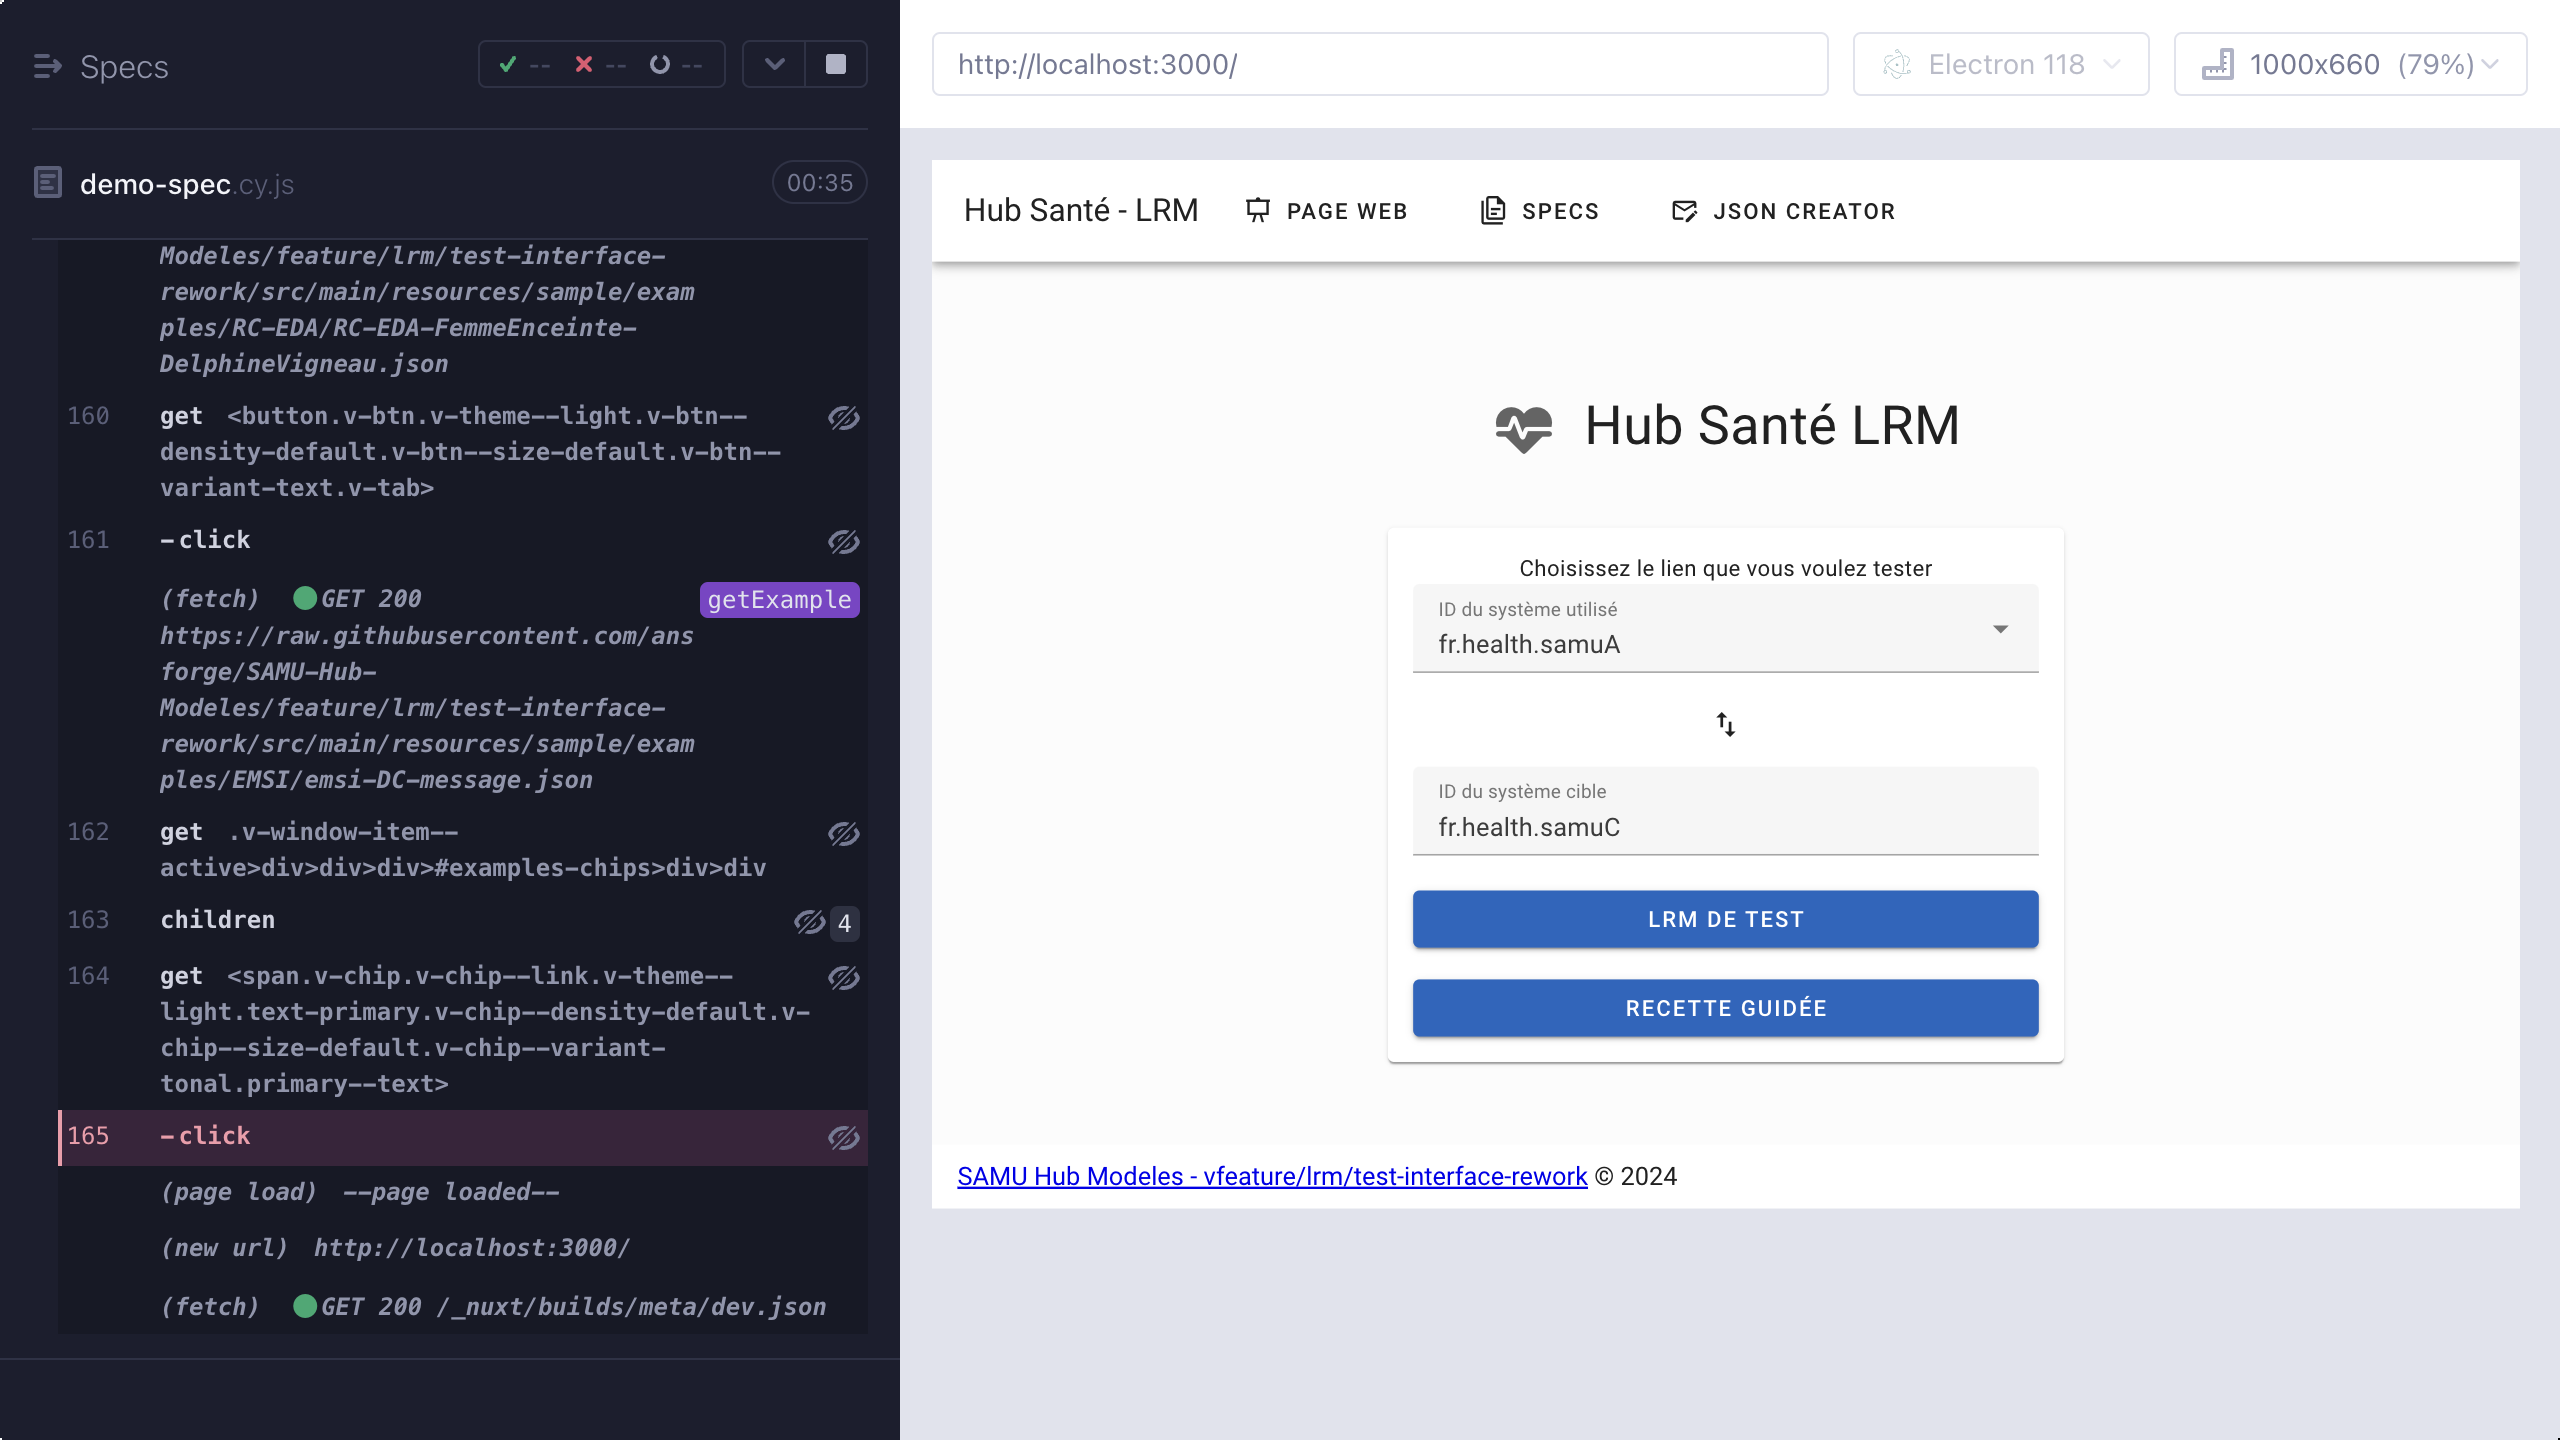 Specs
-- -- --
demo-spec.cy.js
00:35
Modeles/feature/lrm/test-interface-
rework/src/main/resources/sample/exam
ples/RC-EDA/RC-EDA-FemmeEnceinte-
DelphineVigneau.json
160 get <button.v-btn.v-theme--light.v-btn--
density-default.v-btn--size-default.v-btn--
variant-text.v-tab>
161 -click
(fetch) GET 200 getExample
https://raw.githubusercontent.com/ans
forge/SAMU-Hub-
Modeles/feature/lrm/test-interface-
rework/src/main/resources/sample/exam
ples/EMSI/emsi-DC-message.json
162 get .v-window-item--
active>div>div>div>#examples-chips>div>div
163 children 4
164 get <span.v-chip.v-chip--link.v-theme--
light.text-primary.v-chip--density-default.v-
chip--size-default.v-chip--variant-
tonal.primary--text>
165 -click
(page load) --page loaded--
(new url) http://localhost:3000/
(fetch) GET 200 /_nuxt/builds/meta/dev.json
http://localhost:3000/
Electron 118
1000x660 (79%)
Hub Santé - LRM
PAGE WEB
SPECS
JSON CREATOR
Hub Santé LRM
Choisissez le lien que vous voulez tester
ID du système utilisé
fr.health.samuA
ID du système cible
fr.health.samuC
LRM DE TEST
RECETTE GUIDÉE
SAMU Hub Modeles - vfeature/lrm/test-interface-rework © 2024